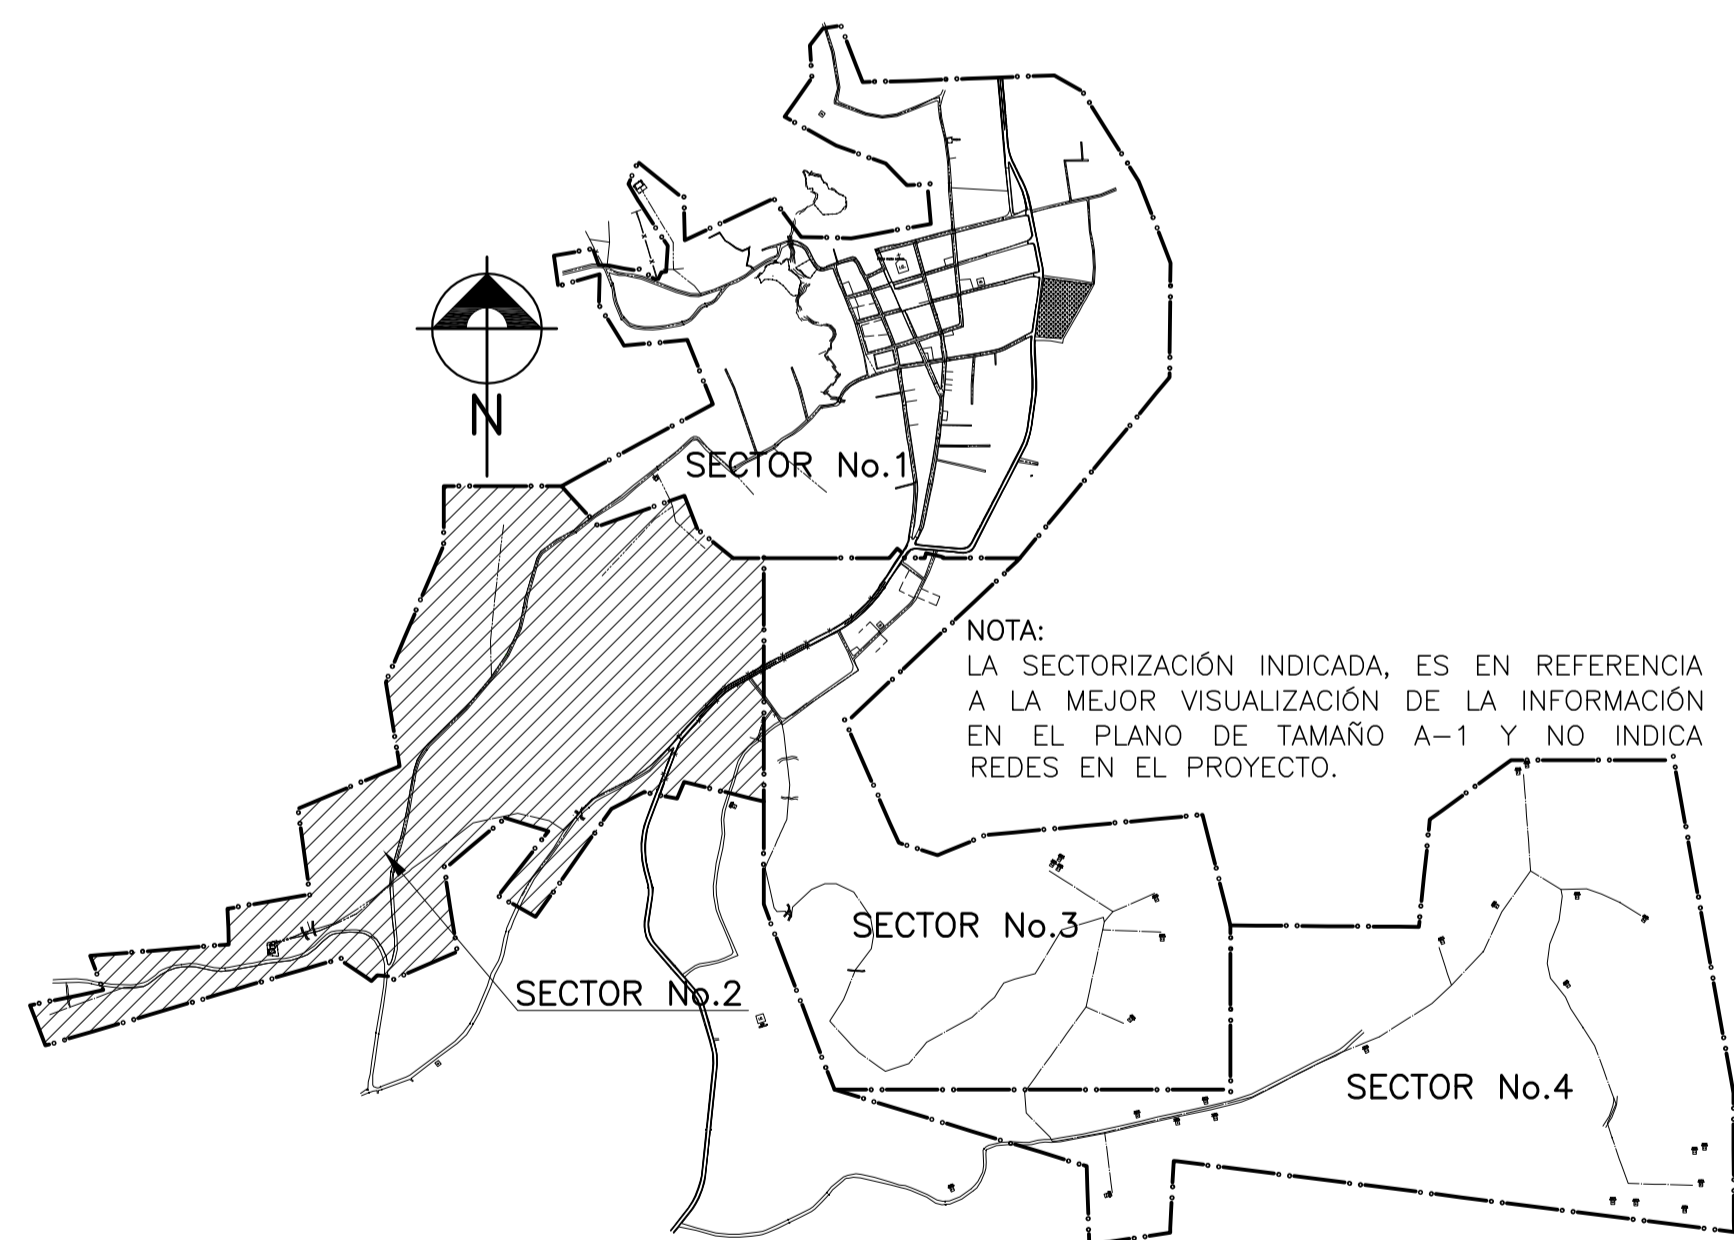 N
SECTOR No.1
NOTA:
LA SECTORIZACIÓN INDICADA, ES EN REFERENCIA
A LA MEJOR VISUALIZACIÓN DE LA INFORMACIÓN
EN EL PLANO DE TAMAÑO A-1 Y NO INDICA
REDES EN EL PROYECTO.
SECTOR No.3
SECTOR No.2
SECTOR No.4